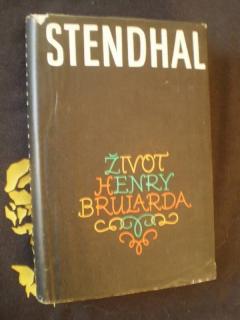 STENDHAL
ŽIVOT
HENRY
BRULARDA